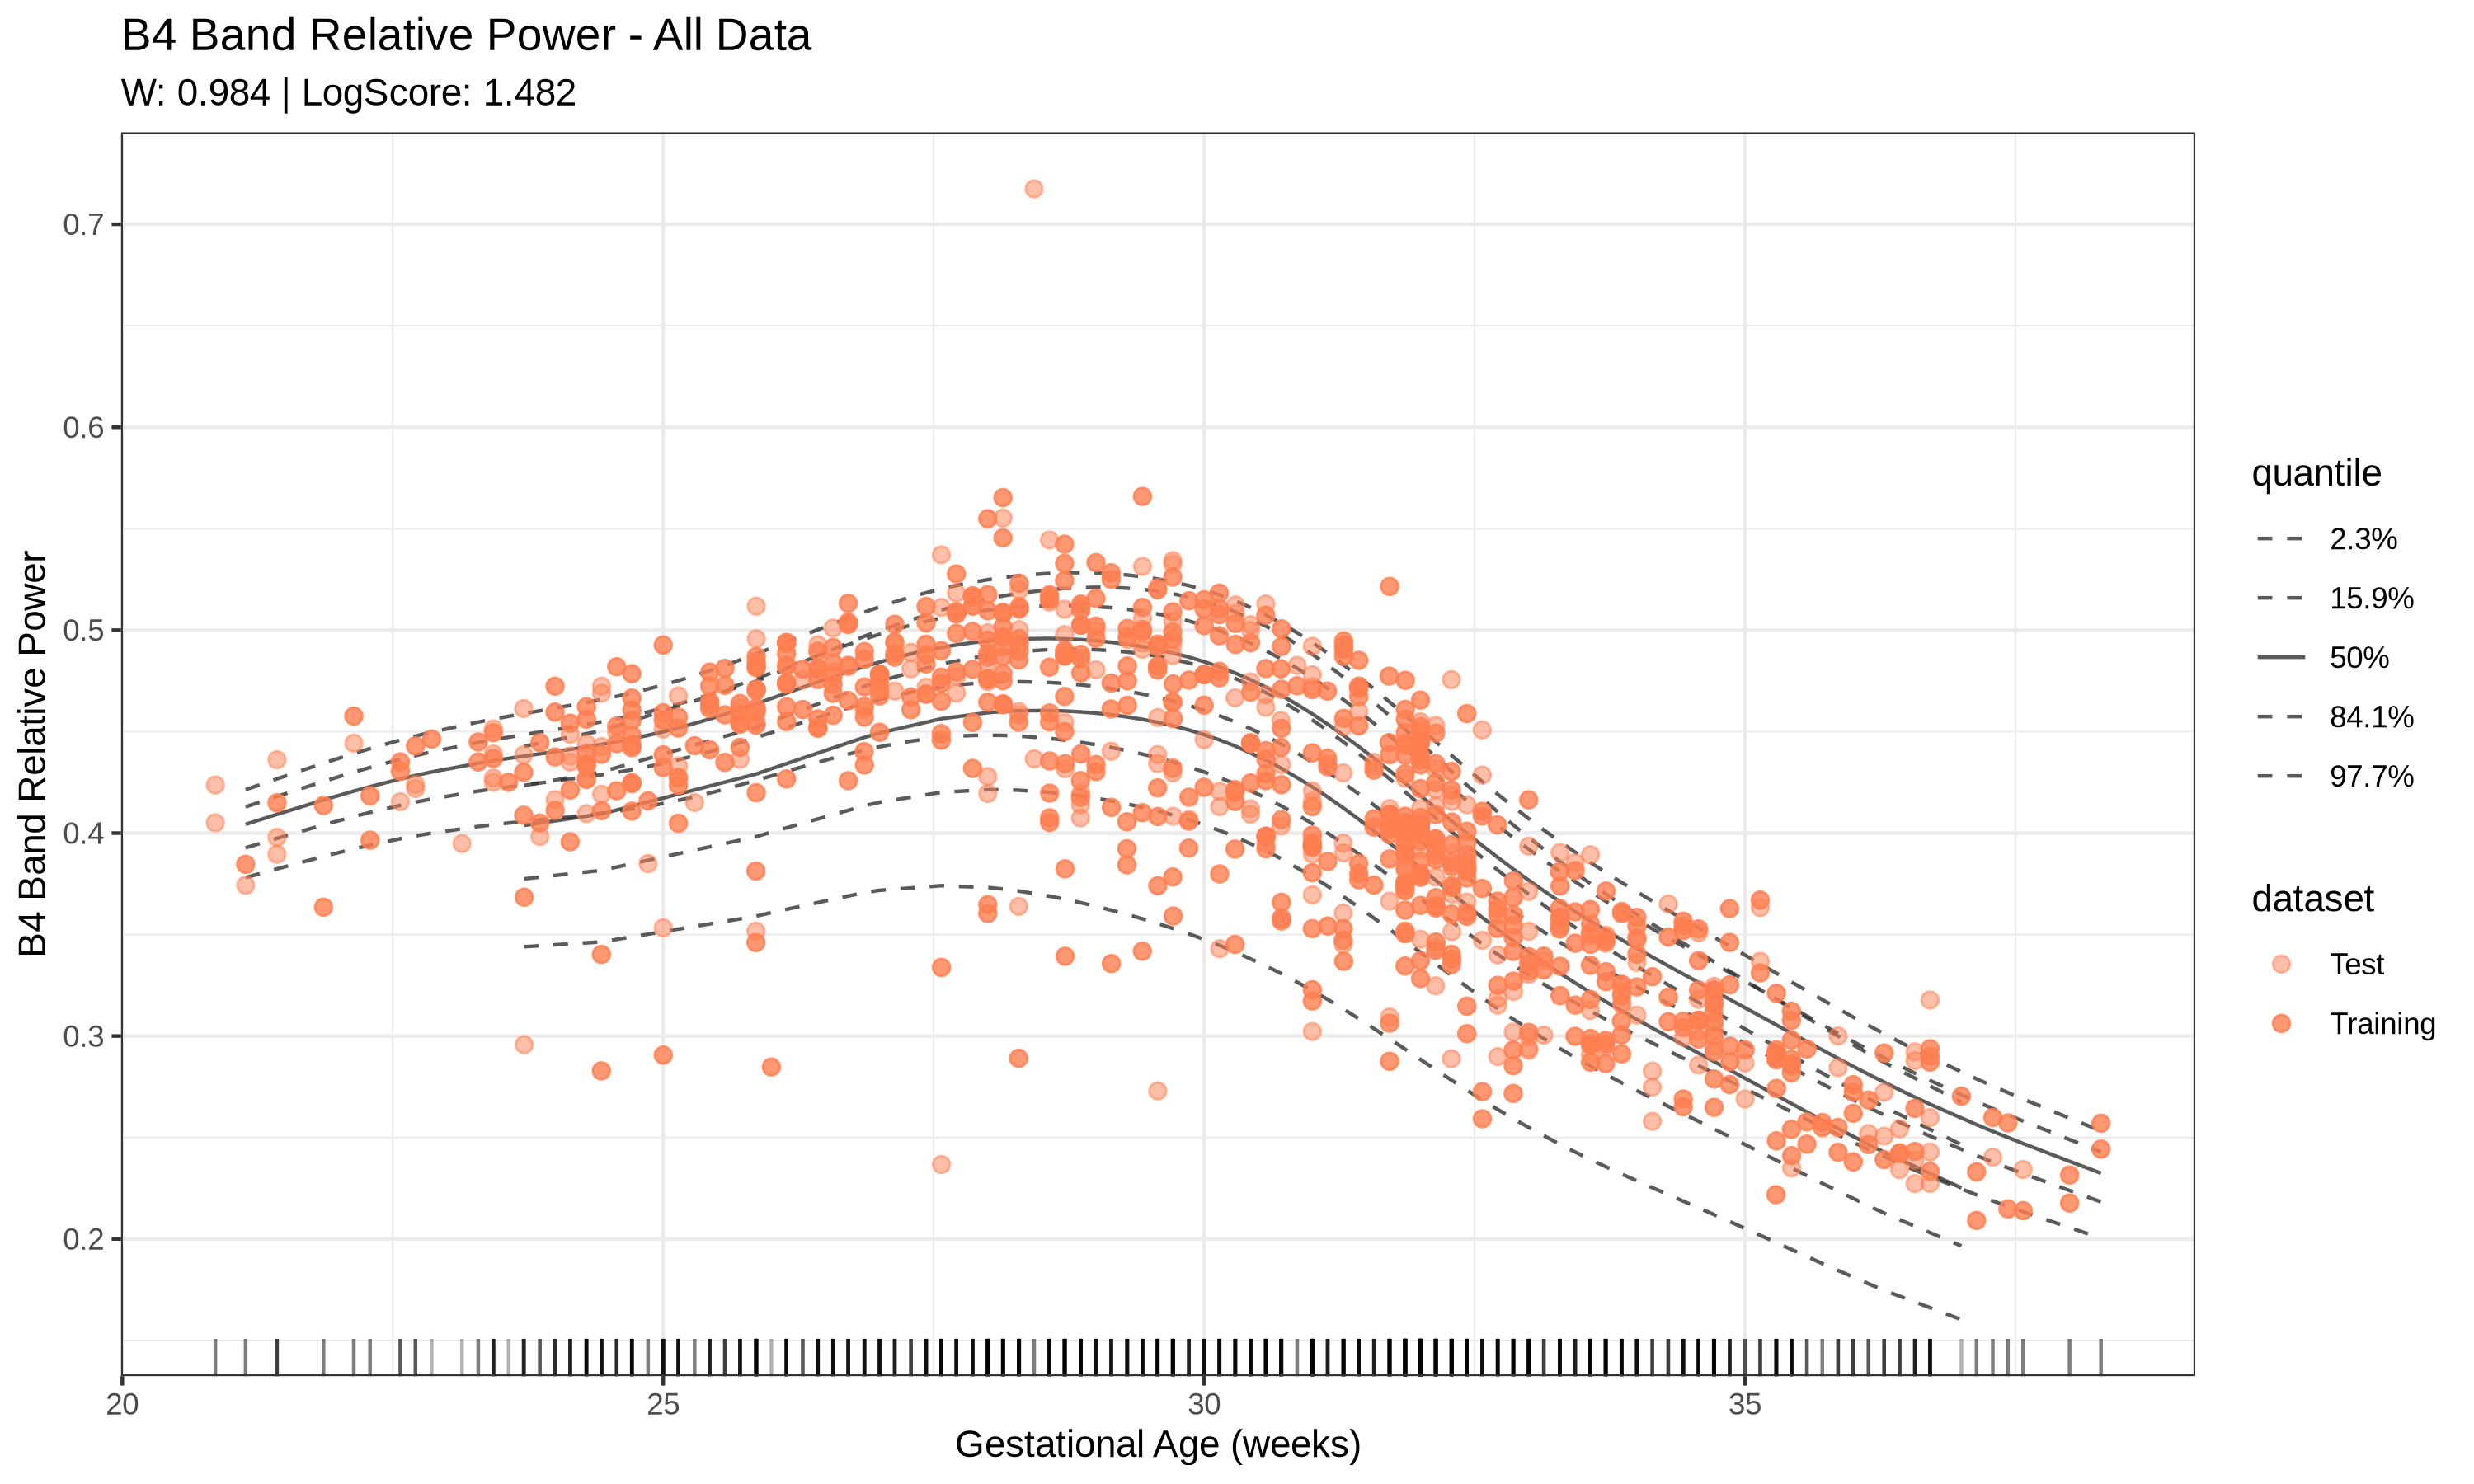 B4 Band Relative Power - All Data
W: 0.984 | LogScore: 1.482
B4 Band Relative Power
0.7
0.6
0.5
0.4
0.3
0.2
20
25
30
35
Gestational Age (weeks)
quantile
2.3%
15.9%
50%
84.1%
97.7%
dataset
Test
Training